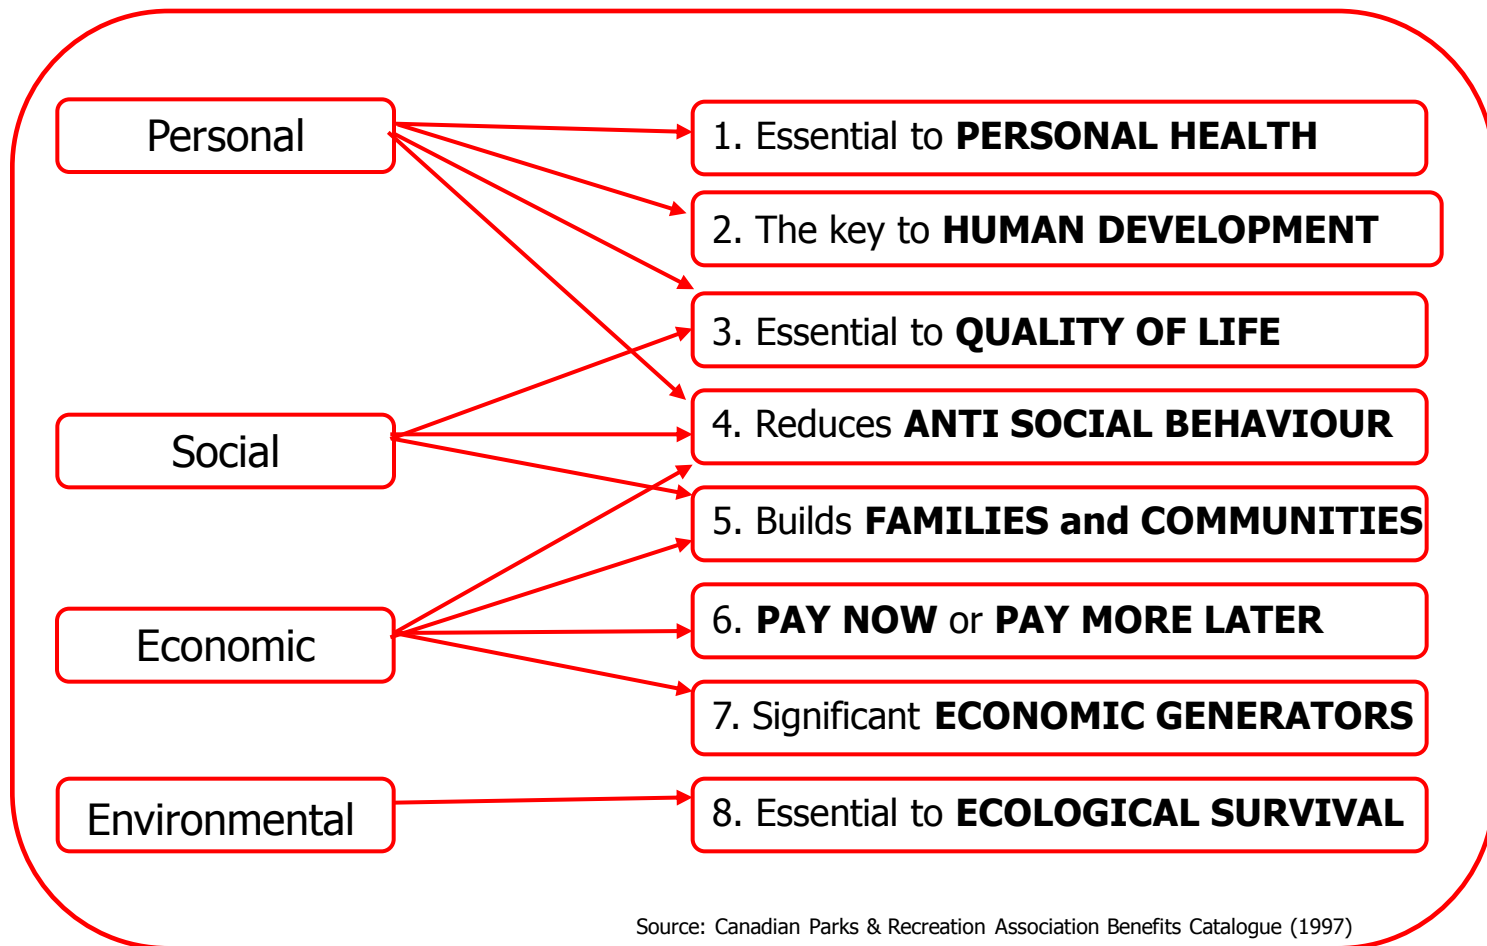 Personal
1. Essential to PERSONAL HEALTH
2. The key to HUMAN DEVELOPMENT
3. Essential to QUALITY OF LIFE
Social
4. Reduces ANTI SOCIAL BEHAVIOUR
5. Builds FAMILIES and COMMUNITIES
Economic
6. PAY NOW or PAY MORE LATER
7. Significant ECONOMIC GENERATORS
Environmental
8. Essential to ECOLOGICAL SURVIVAL
Source: Canadian Parks & Recreation Association Benefits Catalogue (1997)